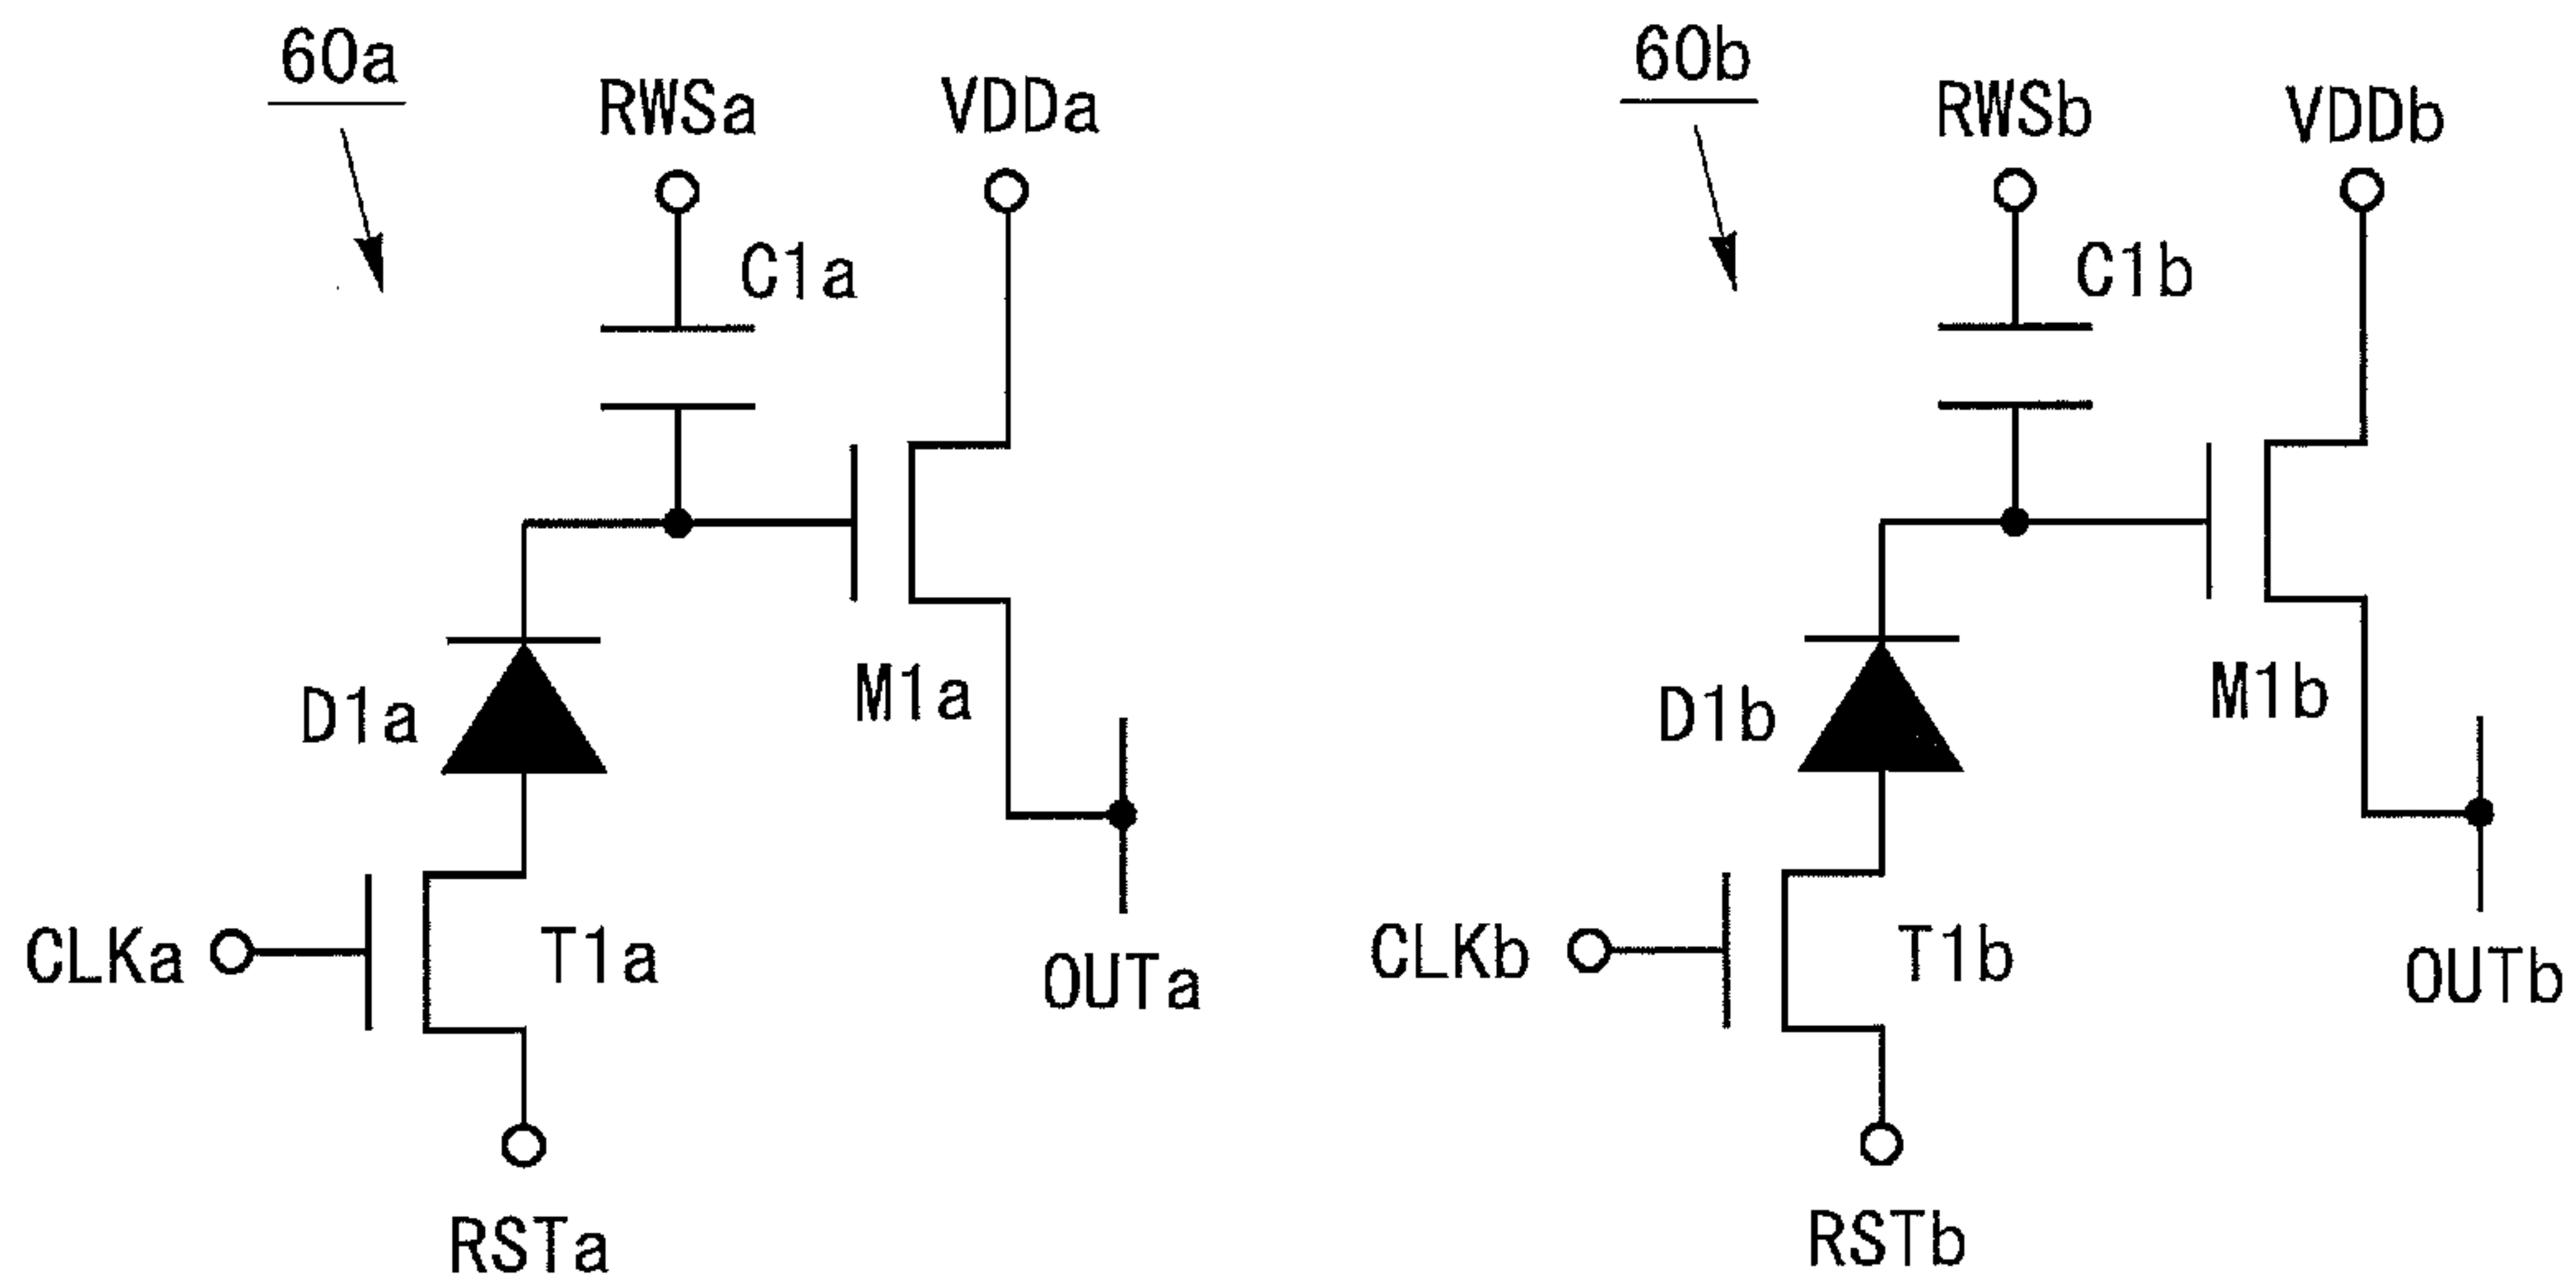 60a
RWSa
VDDa
C1a
D1a
M1a
CLKa
T1a
OUTa
RSTa
60b
RWSb
VDDb
C1b
D1b
M1b
CLKb
T1b
OUTb
RSTb